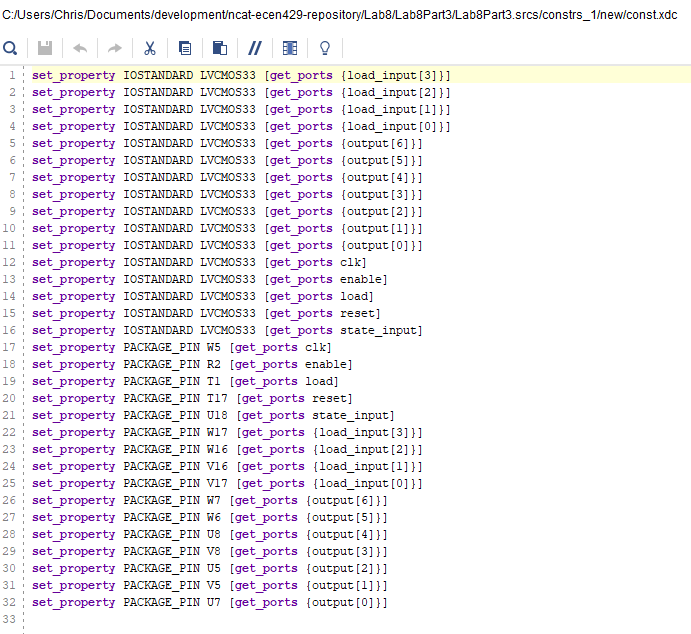 C:/Users/Chris/Documents/development/ncat-ecen429-repository/Lab8/Lab8Part3/Lab8Part3.srcs/constrs_1/new/const.xdc
1 set_property IOSTANDARD LVCMOS33 [get_ports {load_input[3]}]
2 set_property IOSTANDARD LVCMOS33 [get_ports {load_input[2]}]
3 set_property IOSTANDARD LVCMOS33 [get_ports {load_input[1]}]
4 set_property IOSTANDARD LVCMOS33 [get_ports {load_input[0]}]
5 set_property IOSTANDARD LVCMOS33 [get_ports {output[6]}]
6 set_property IOSTANDARD LVCMOS33 [get_ports {output[5]}]
7 set_property IOSTANDARD LVCMOS33 [get_ports {output[4]}]
8 set_property IOSTANDARD LVCMOS33 [get_ports {output[3]}]
9 set_property IOSTANDARD LVCMOS33 [get_ports {output[2]}]
10 set_property IOSTANDARD LVCMOS33 [get_ports {output[1]}]
11 set_property IOSTANDARD LVCMOS33 [get_ports {output[0]}]
12 set_property IOSTANDARD LVCMOS33 [get_ports clk]
13 set_property IOSTANDARD LVCMOS33 [get_ports enable]
14 set_property IOSTANDARD LVCMOS33 [get_ports load]
15 set_property IOSTANDARD LVCMOS33 [get_ports reset]
16 set_property IOSTANDARD LVCMOS33 [get_ports state_input]
17 set_property PACKAGE_PIN W5 [get_ports clk]
18 set_property PACKAGE_PIN R2 [get_ports enable]
19 set_property PACKAGE_PIN T1 [get_ports load]
20 set_property PACKAGE_PIN T17 [get_ports reset]
21 set_property PACKAGE_PIN U18 [get_ports state_input]
22 set_property PACKAGE_PIN W17 [get_ports {load_input[3]}]
23 set_property PACKAGE_PIN W16 [get_ports {load_input[2]}]
24 set_property PACKAGE_PIN V16 [get_ports {load_input[1]}]
25 set_property PACKAGE_PIN V17 [get_ports {load_input[0]}]
26 set_property PACKAGE_PIN W7 [get_ports {output[6]}]
27 set_property PACKAGE_PIN W6 [get_ports {output[5]}]
28 set_property PACKAGE_PIN U8 [get_ports {output[4]}]
29 set_property PACKAGE_PIN V8 [get_ports {output[3]}]
30 set_property PACKAGE_PIN U5 [get_ports {output[2]}]
31 set_property PACKAGE_PIN V5 [get_ports {output[1]}]
32 set_property PACKAGE_PIN U7 [get_ports {output[0]}]
33